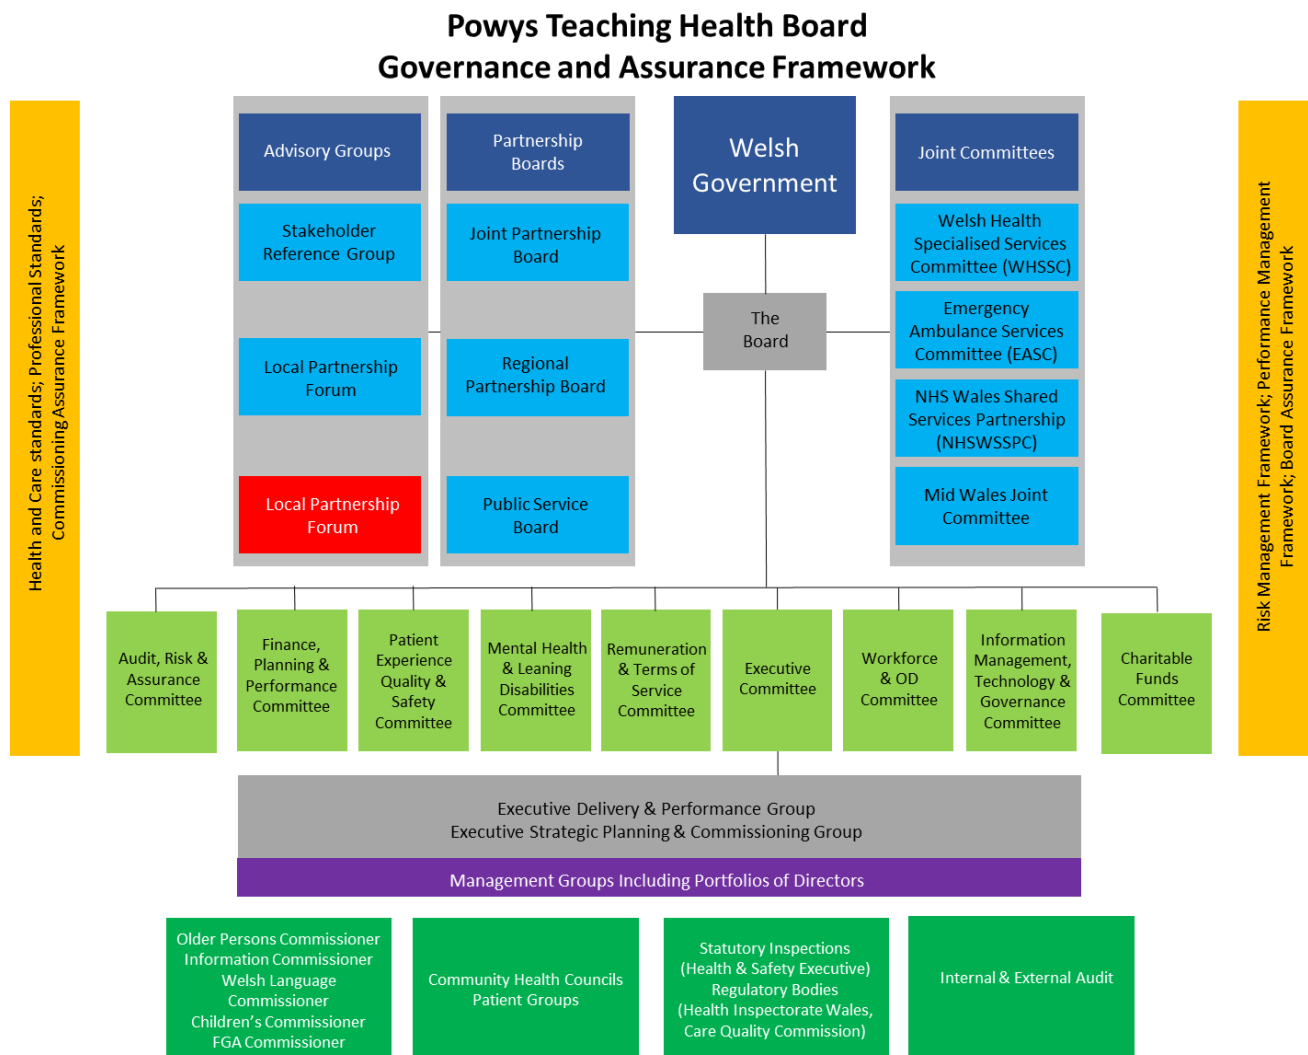 Powys Teaching Health Board
Governance and Assurance Framework
Health and Care standards; Professional Standards;
Commissioning Assurance Framework
Advisory Groups
Stakeholder
Reference Group
Local Partnership
Forum
Local Partnership
Forum
Partnership
Boards
Joint Partnership
Board
Regional
Partnership Board
Public Service
Board
Welsh
Government
The
Board
Joint Committees
Welsh Health
Specialised Services
Committee (WHSSC)
Emergency
Ambulance Services
Committee (EASC)
NHS Wales Shared
Services Partnership
(NHSWSSPC)
Mid Wales Joint
Committee
Risk Management Framework; Performance Management
Framework; Board Assurance Framework
Audit, Risk &
Assurance
Committee
Finance,
Planning &
Performance
Committee
Patient
Experience
Quality &
Safety
Committee
Mental Health
& Leaning
Disabilities
Committee
Remuneration
& Terms of
Service
Committee
Executive
Committee
Workforce
& OD
Committee
Information
Management,
Technology &
Governance
Committee
Charitable
Funds
Committee
Executive Delivery & Performance Group
Executive Strategic Planning & Commissioning Group
Management Groups Including Portfolios of Directors
Older Persons Commissioner
Information Commissioner
Welsh Language
Commissioner
Children's Commissioner
FGA Commissioner
Community Health Councils
Patient Groups
Statutory Inspections
(Health & Safety Executive)
Regulatory Bodies
(Health Inspectorate Wales,
Care Quality Commission)
Internal & External Audit